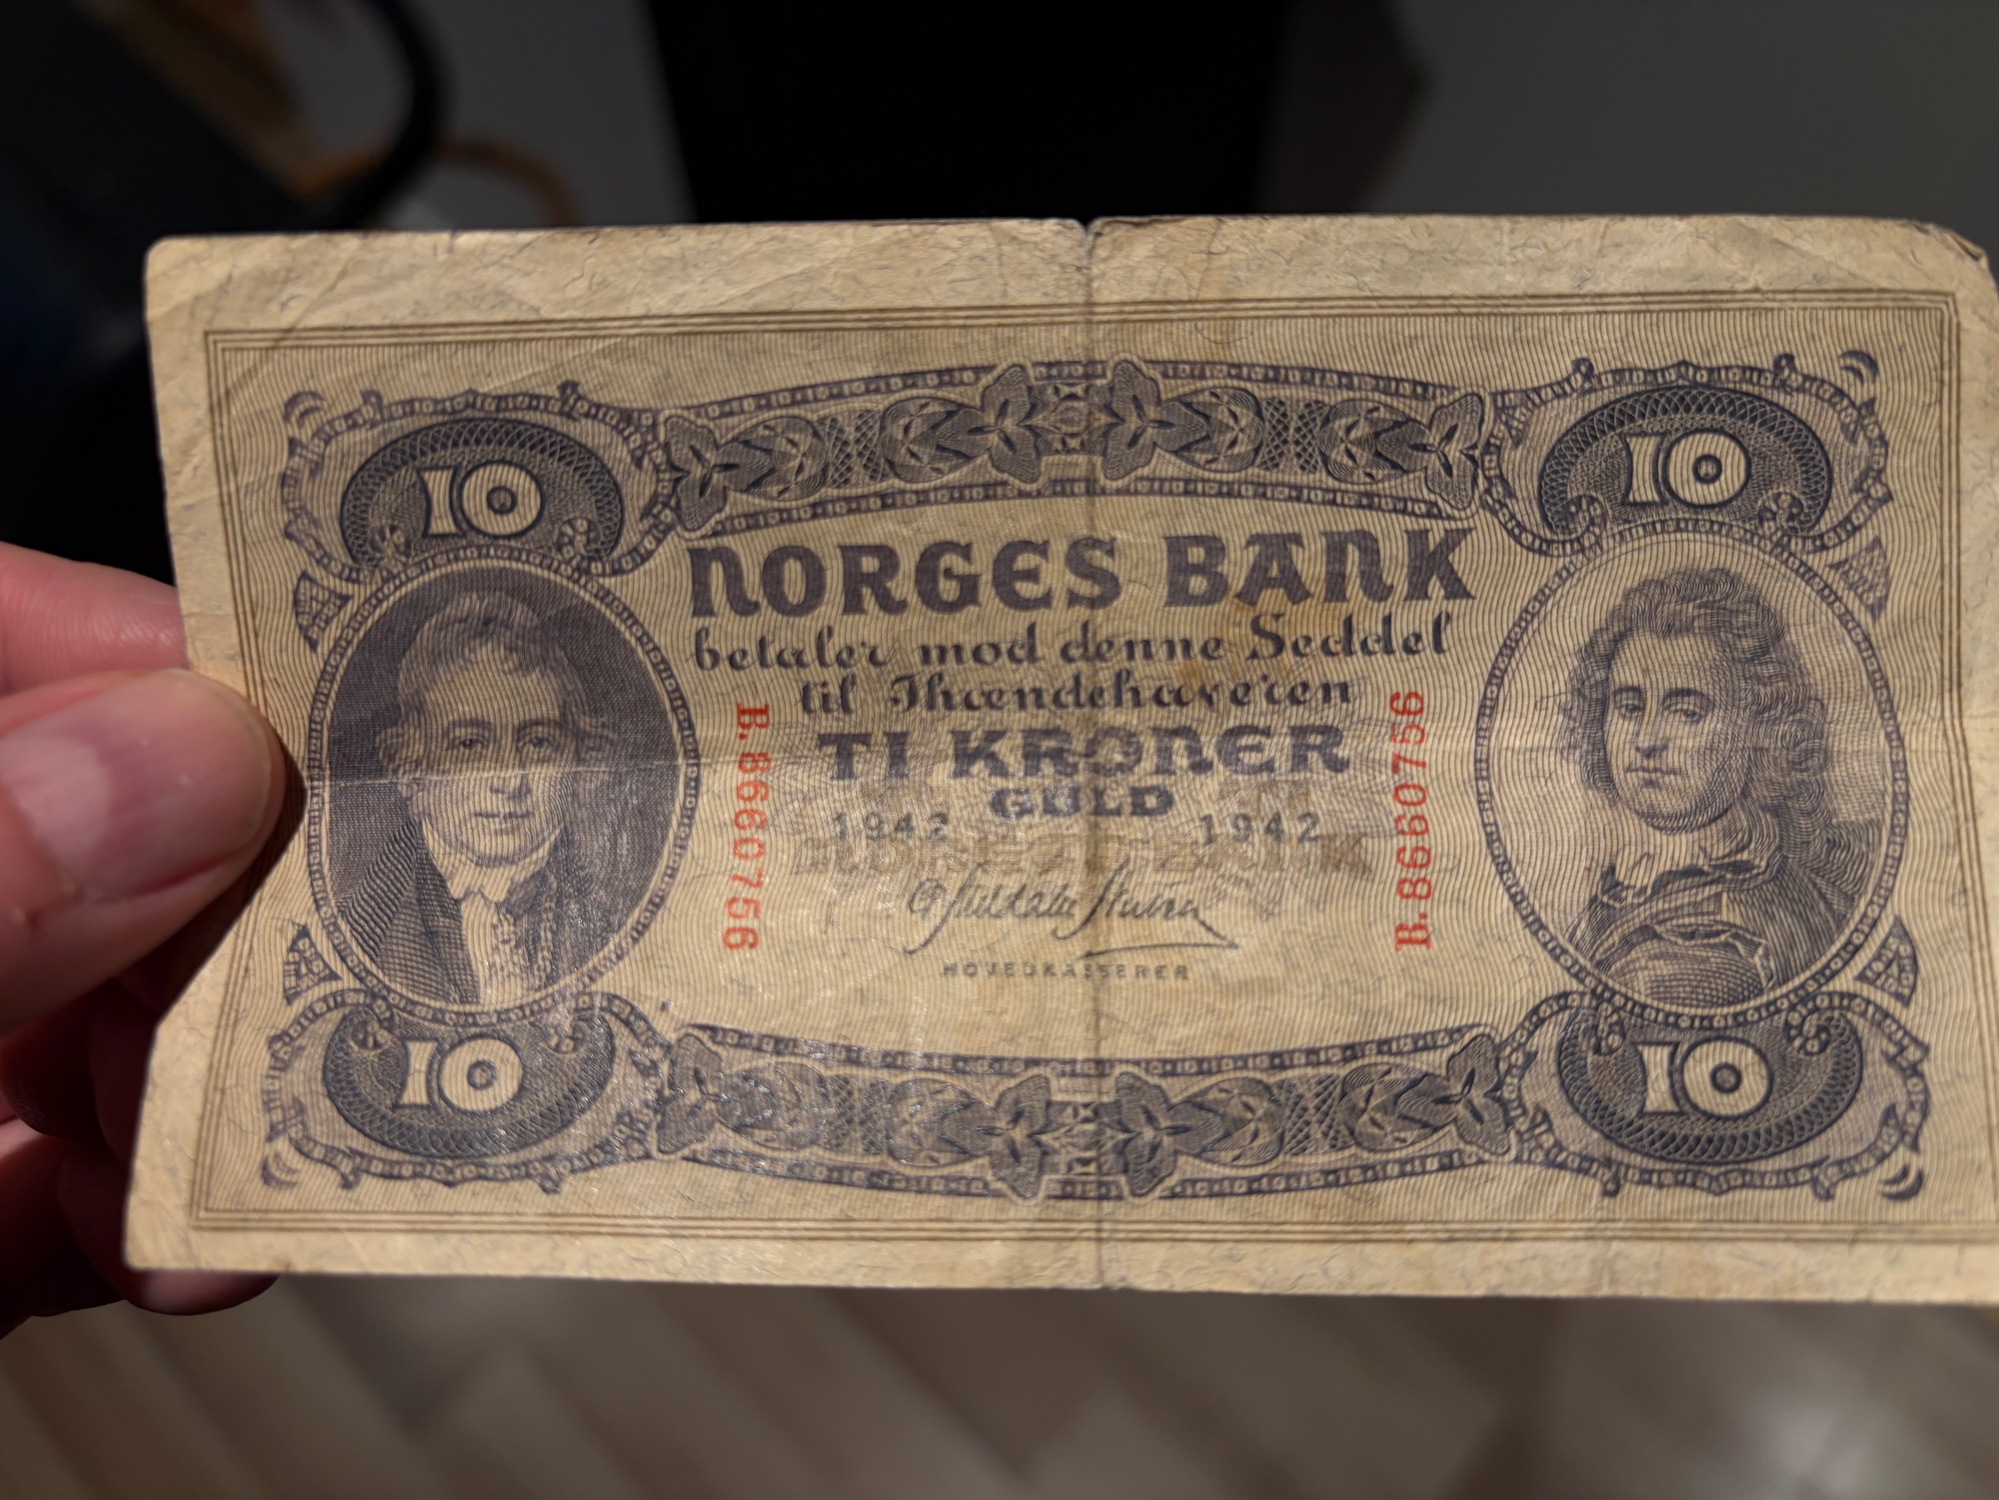 10 10
NORGES BANK
betaler mod denne Seddel
til Ihændehaveren
TI KRONER
GULD
1942 1942
B.8660756 B.8660756
HOVEDKASSERER
10 10